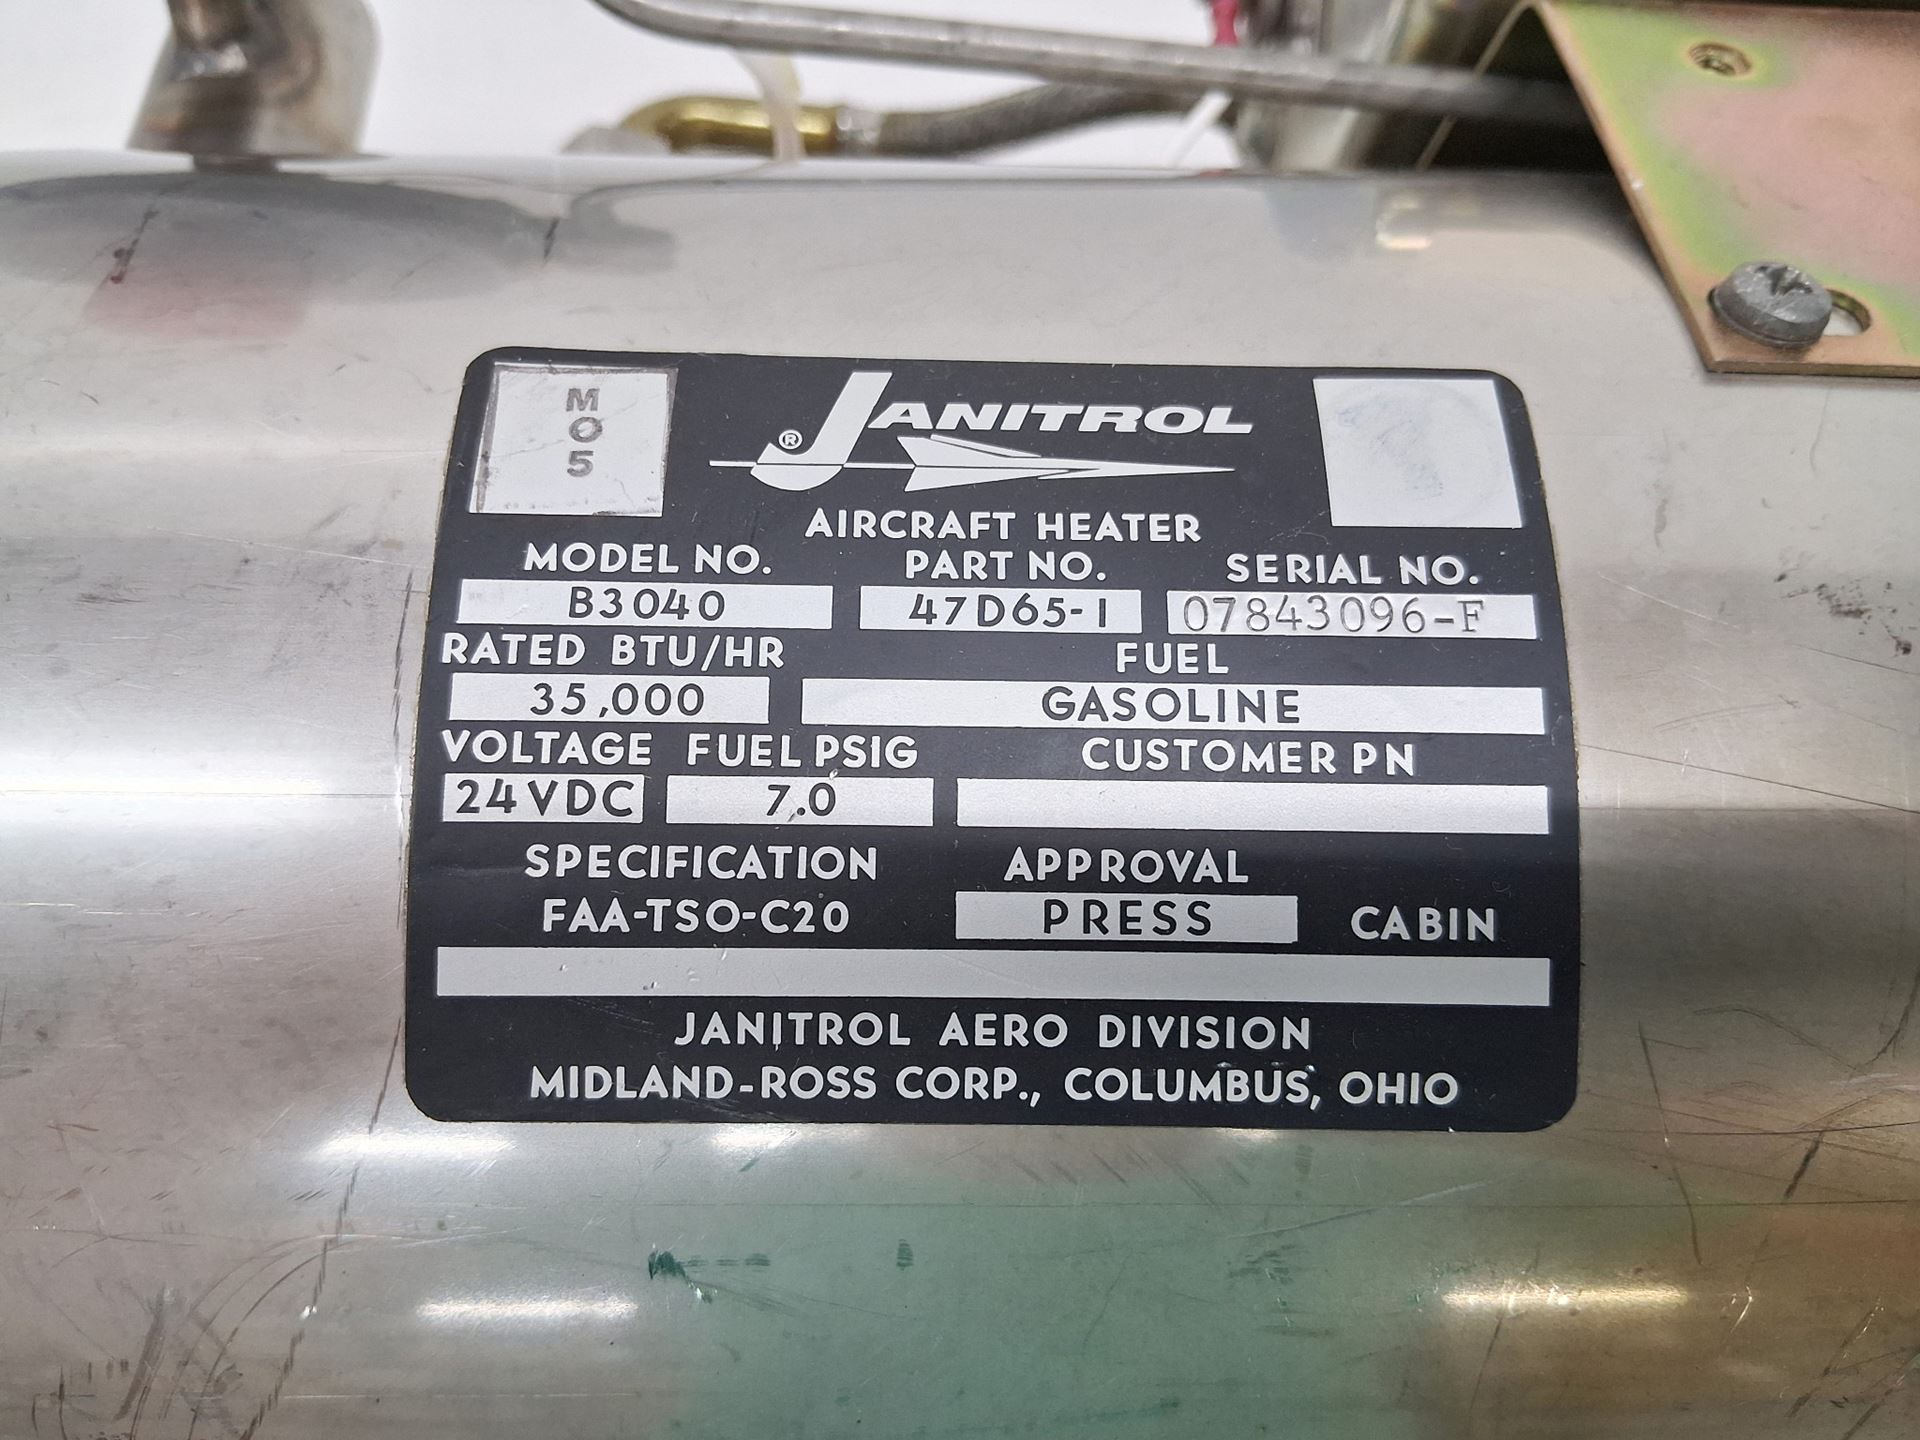 M
O
5
JANITROL
®
AIRCRAFT HEATER
MODEL NO. PART NO. SERIAL NO.
B3040 47D65-1 07843096-F
RATED BTU/HR FUEL
35,000 GASOLINE
VOLTAGE FUEL PSIG CUSTOMER PN
24VDC 7.0
SPECIFICATION APPROVAL
FAA-TSO-C20 PRESS CABIN
JANITROL AERO DIVISION
MIDLAND-ROSS CORP., COLUMBUS, OHIO